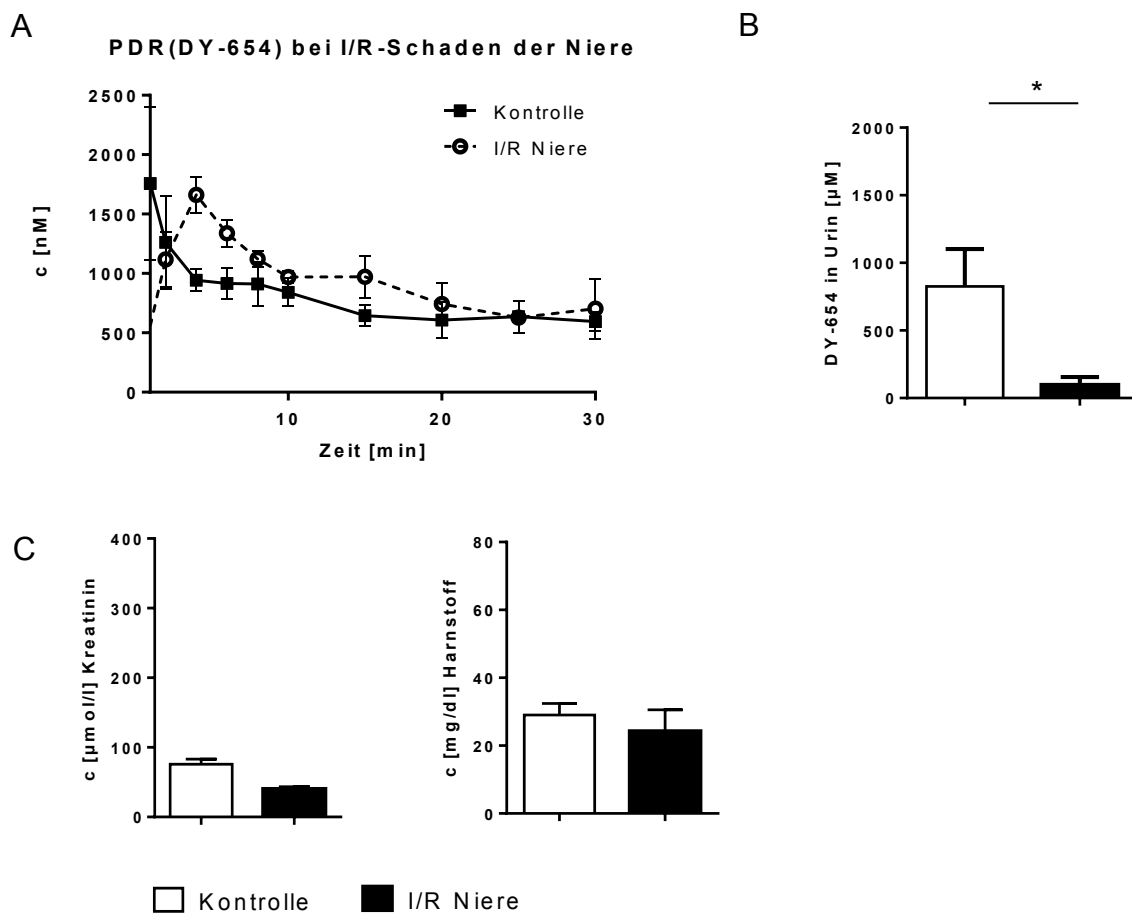 A
PDR(DY-654) bei I/R-Schaden der Niere
2500
2000
1500
1000
500
0
c [nM]
Kontrolle
I/R Niere
10
20
30
Zeit [min]
B
*
2000
1500
1000
500
0
DY-654 in Urin [µM]
C
400
300
200
100
0
c [µmol/l] Kreatinin
80
60
40
20
0
c [mg/dl] Harnstoff
Kontrolle
I/R Niere